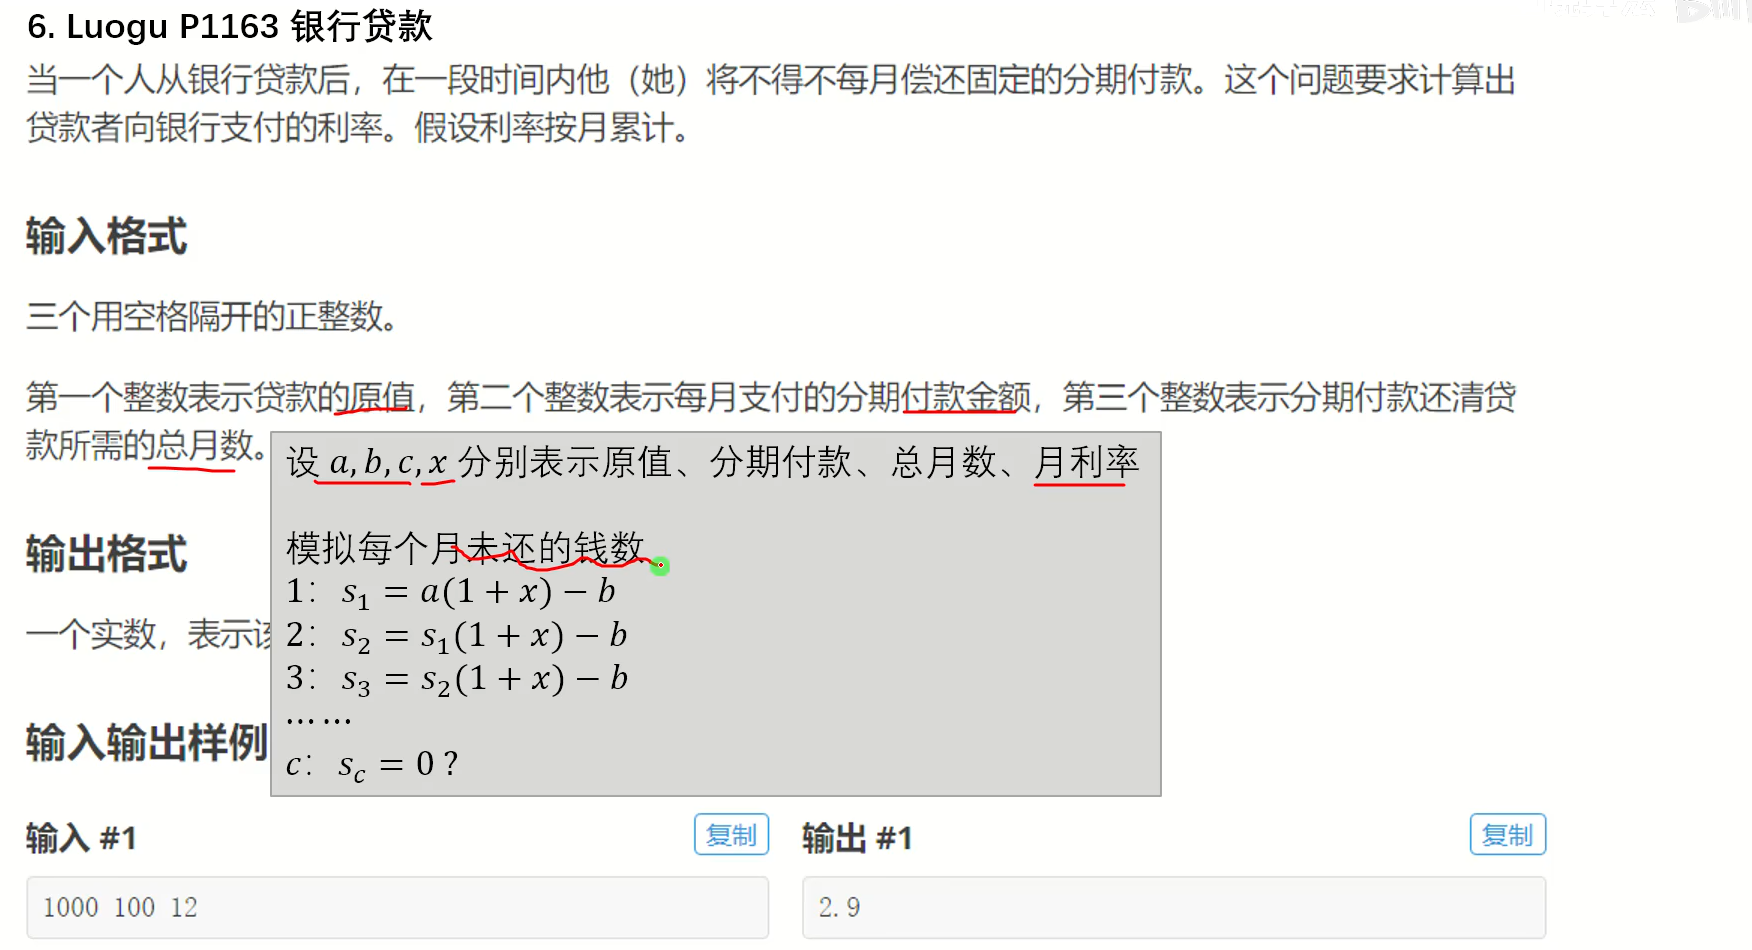 6. Luogu P1163 银行贷款
当一个人从银行贷款后，在一段时间内他（她）将不得不每月偿还固定的分期付款。这个问题要求计算出
贷款者向银行支付的利率。假设利率按月累计。
输入格式
三个用空格隔开的正整数。
第一个整数表示贷款的原值，第二个整数表示每月支付的分期付款金额，第三个整数表示分期付款还清贷
款所需的总月数。
设 a, b, c, x 分别表示原值、分期付款、总月数、月利率
模拟每个月未还的钱数
1: s₁ = a(1 + x) − b
2: s₂ = s₁(1 + x) − b
3: s₃ = s₂(1 + x) − b
……
c: s_c = 0 ?
输出格式
一个实数，表示该
输入输出样例
输入 #1
复制
1000 100 12
输出 #1
复制
2.9